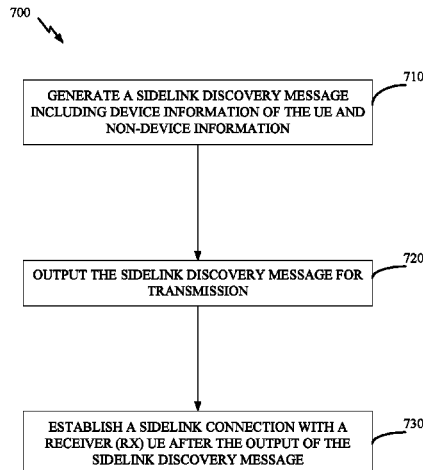 700
710
GENERATE A SIDELINK DISCOVERY MESSAGE
INCLUDING DEVICE INFORMATION OF THE UE AND
NON-DEVICE INFORMATION
720
OUTPUT THE SIDELINK DISCOVERY MESSAGE FOR
TRANSMISSION
730
ESTABLISH A SIDELINK CONNECTION WITH A
RECEIVER (RX) UE AFTER THE OUTPUT OF THE
SIDELINK DISCOVERY MESSAGE